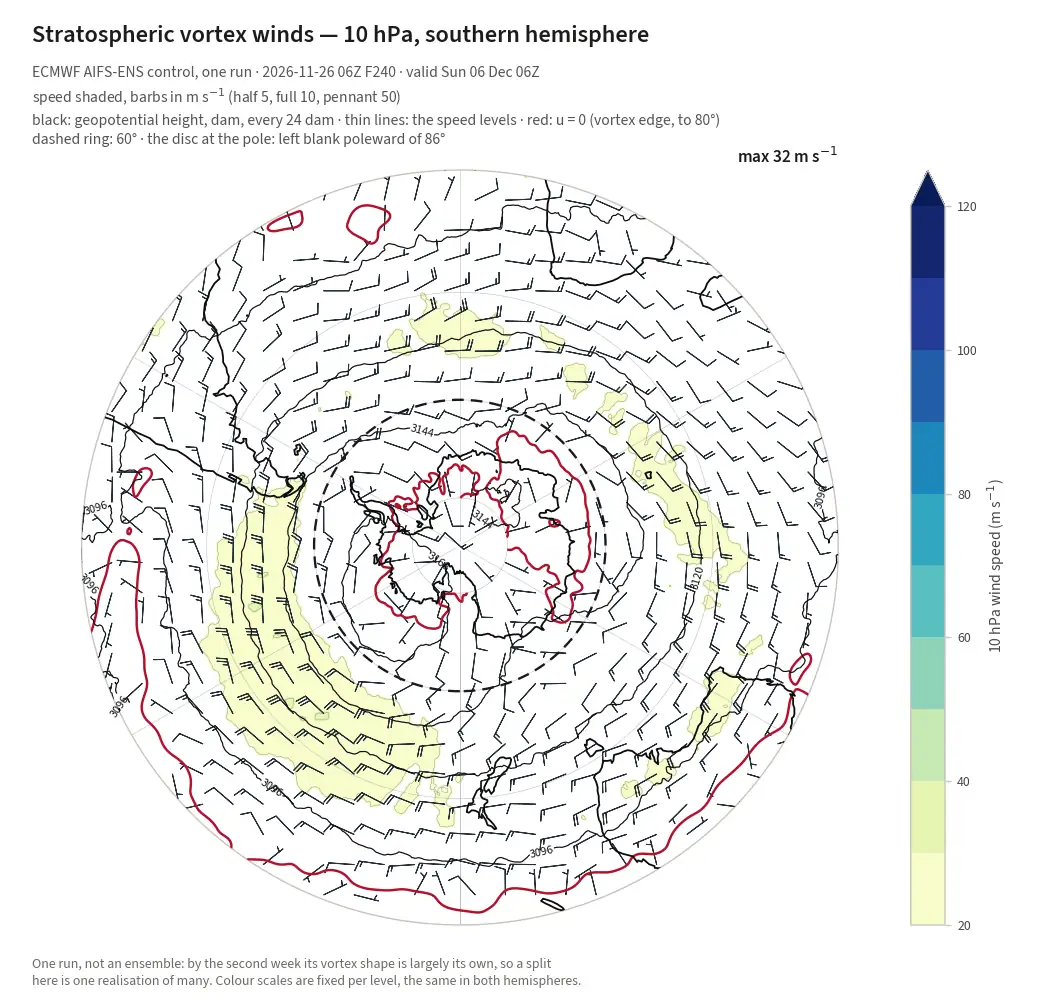 Stratospheric vortex winds — 10 hPa, southern hemisphere
ECMWF AIFS-ENS control, one run · 2026-11-26 06Z F240 · valid Sun 06 Dec 06Z
speed shaded, barbs in m s⁻¹ (half 5, full 10, pennant 50)
black: geopotential height, dam, every 24 dam · thin lines: the speed levels · red: u = 0 (vortex edge, to 80°)
dashed ring: 60° · the disc at the pole: left blank poleward of 86°
max 32 m s⁻¹
120
100
80
60
40
20
10 hPa wind speed (m s⁻¹)
3144
3096
3096
3144
3096
3120
3096
3096
3096
One run, not an ensemble: by the second week its vortex shape is largely its own, so a split
here is one realisation of many. Colour scales are fixed per level, the same in both hemispheres.